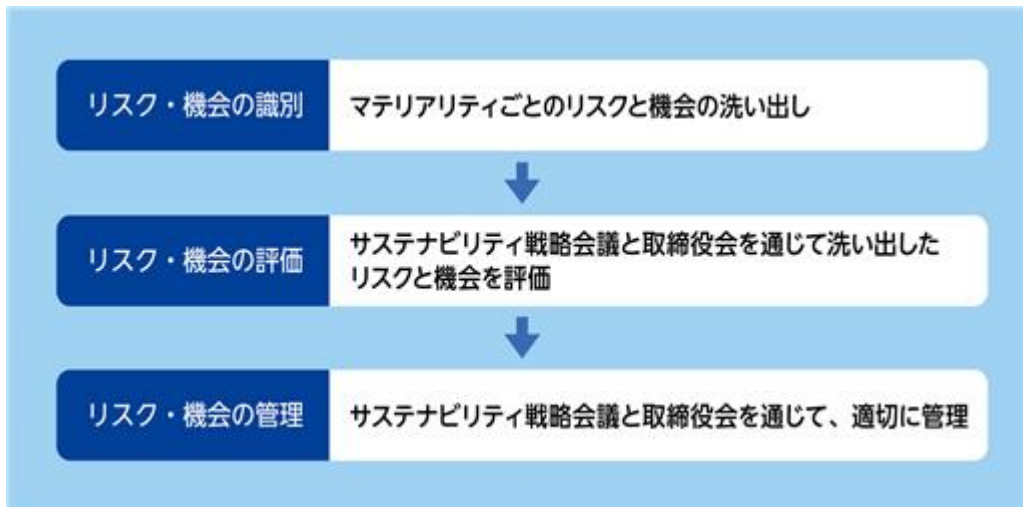 リスク・機会の識別
マテリアリティごとのリスクと機会の洗い出し
リスク・機会の評価
サステナビリティ戦略会議と取締役会を通じて洗い出した
リスクと機会を評価
リスク・機会の管理
サステナビリティ戦略会議と取締役会を通じて、適切に管理